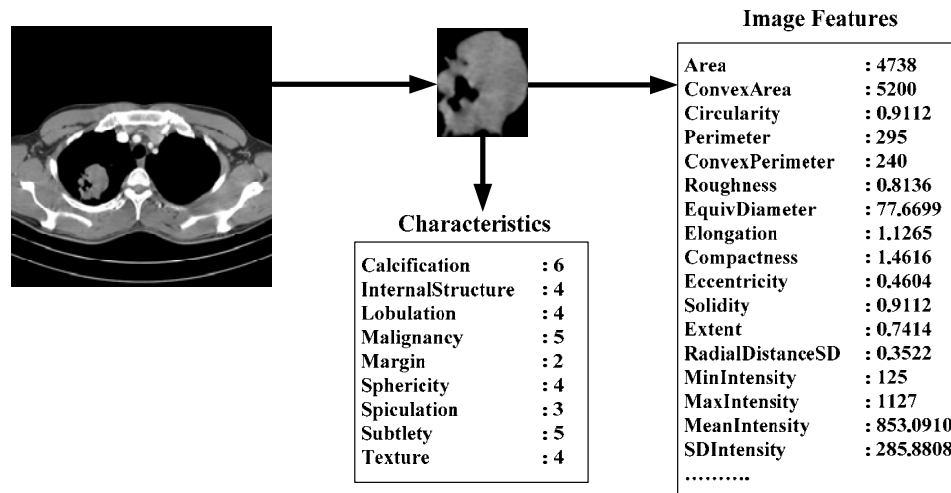 Image Features
Area : 4738
ConvexArea : 5200
Circularity : 0.9112
Perimeter : 295
ConvexPerimeter : 240
Roughness : 0.8136
EquivDiameter : 77.6699
Elongation : 1.1265
Compactness : 1.4616
Eccentricity : 0.4604
Solidity : 0.9112
Extent : 0.7414
RadialDistanceSD : 0.3522
MinIntensity : 125
MaxIntensity : 1127
MeanIntensity : 853.0910
SDIntensity : 285.8808
..........
Characteristics
Calcification : 6
InternalStructure : 4
Lobulation : 4
Malignancy : 5
Margin : 2
Sphericity : 4
Spiculation : 3
Subtlety : 5
Texture : 4